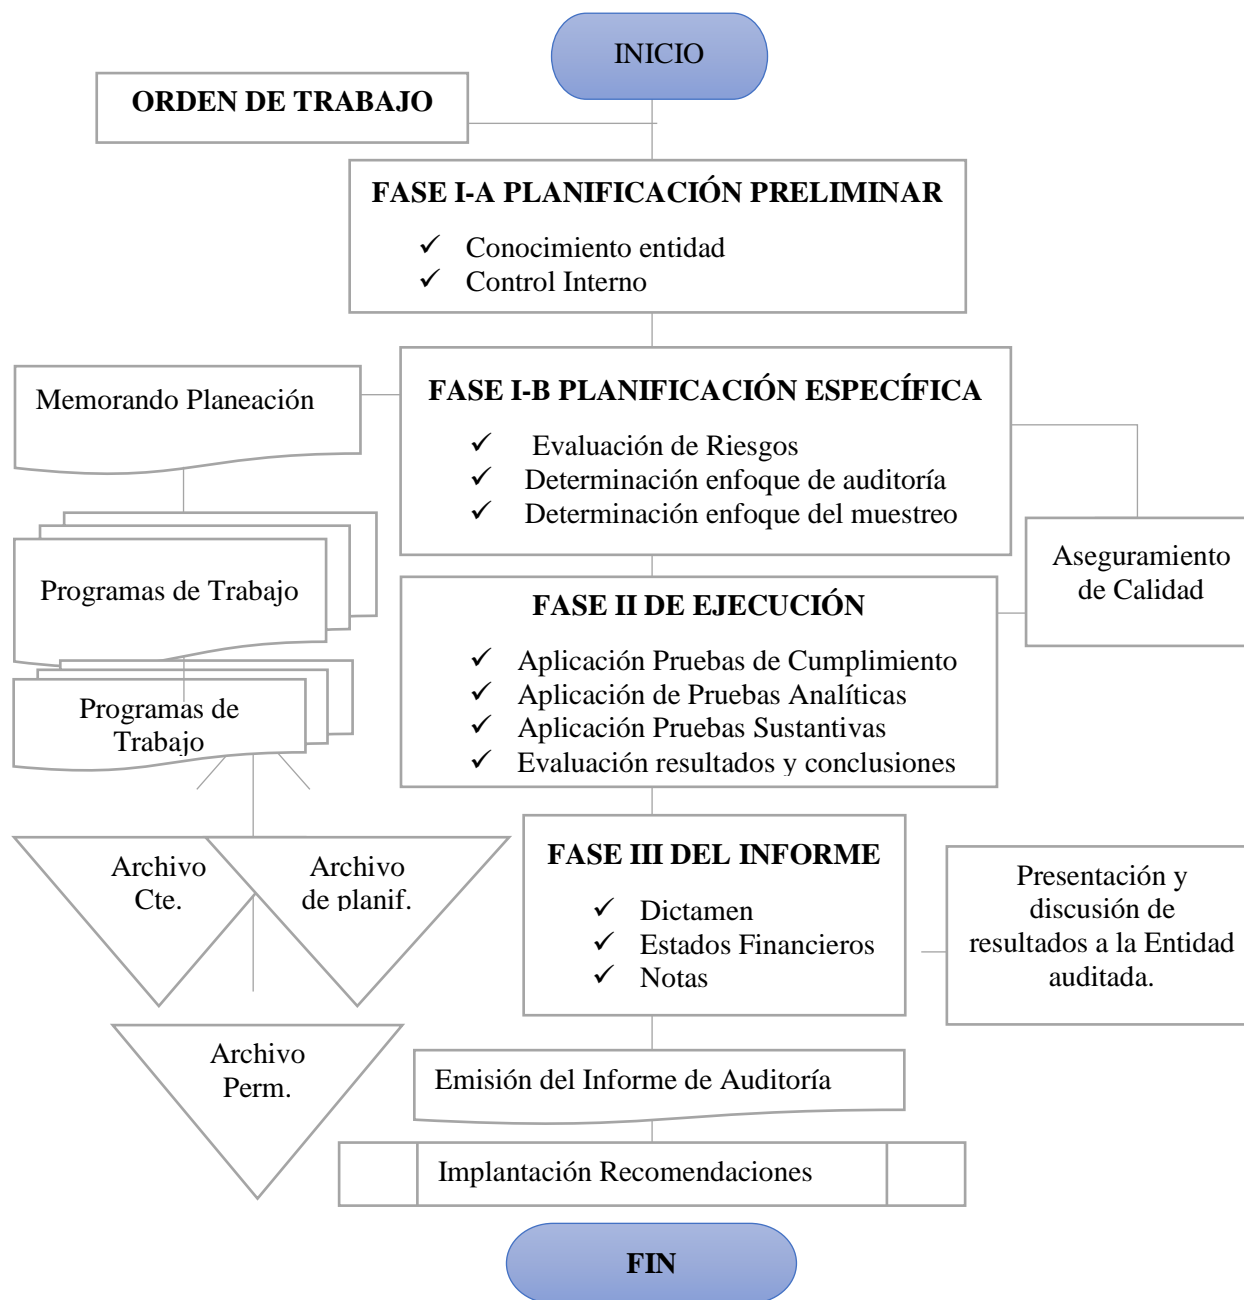 INICIO
ORDEN DE TRABAJO
FASE I-A PLANIFICACIÓN PRELIMINAR
✓ Conocimiento entidad
✓ Control Interno
Memorando Planeación
FASE I-B PLANIFICACIÓN ESPECÍFICA
✓ Evaluación de Riesgos
✓ Determinación enfoque de auditoría
✓ Determinación enfoque del muestreo
Aseguramiento
de Calidad
Programas de Trabajo
FASE II DE EJECUCIÓN
✓ Aplicación Pruebas de Cumplimiento
✓ Aplicación de Pruebas Analíticas
✓ Aplicación Pruebas Sustantivas
✓ Evaluación resultados y conclusiones
Programas de
Trabajo
Archivo
Cte.
Archivo
de planif.
FASE III DEL INFORME
✓ Dictamen
✓ Estados Financieros
✓ Notas
Presentación y
discusión de
resultados a la Entidad
auditada.
Archivo
Perm.
Emisión del Informe de Auditoría
Implantación Recomendaciones
FIN